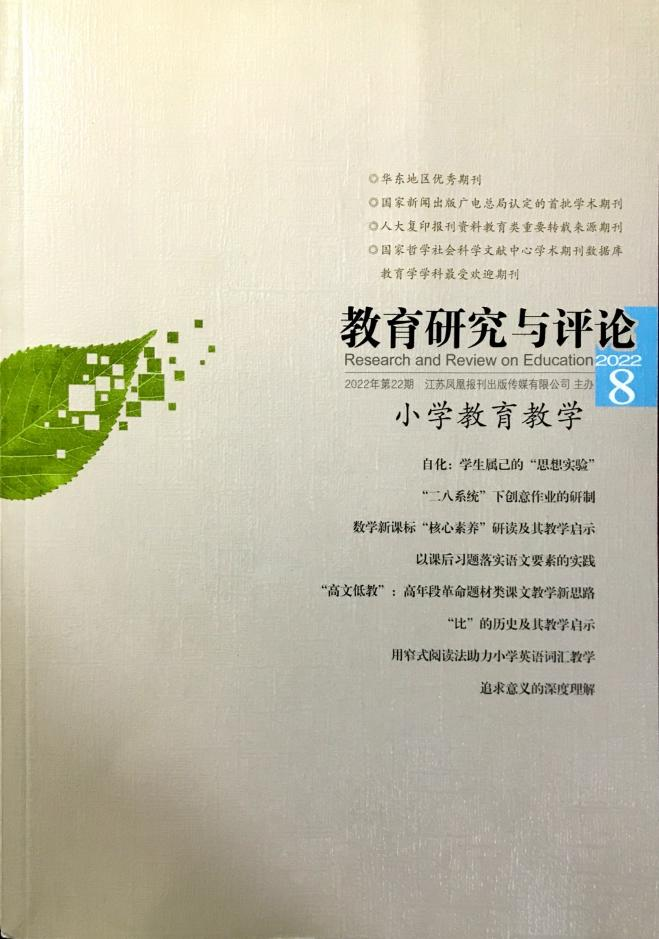 ◎华东地区优秀期刊
◎国家新闻出版广电总局认定的首批学术期刊
◎人大复印报刊资料教育类重要转载来源期刊
◎国家哲学社会科学文献中心学术期刊数据库
教育学学科最受欢迎期刊
教育研究与评论
Research and Review on Education 2022
2022年第22期 江苏凤凰报刊出版传媒有限公司 主办
8
小学教育教学
自化：学生属己的“思想实验”
“二八系统”下创意作业的研制
数学新课标“核心素养”研读及其教学启示
以课后习题落实语文要素的实践
“高文低教”：高年段革命题材类课文教学新思路
“比”的历史及其教学启示
用窄式阅读法助力小学英语词汇教学
追求意义的深度理解